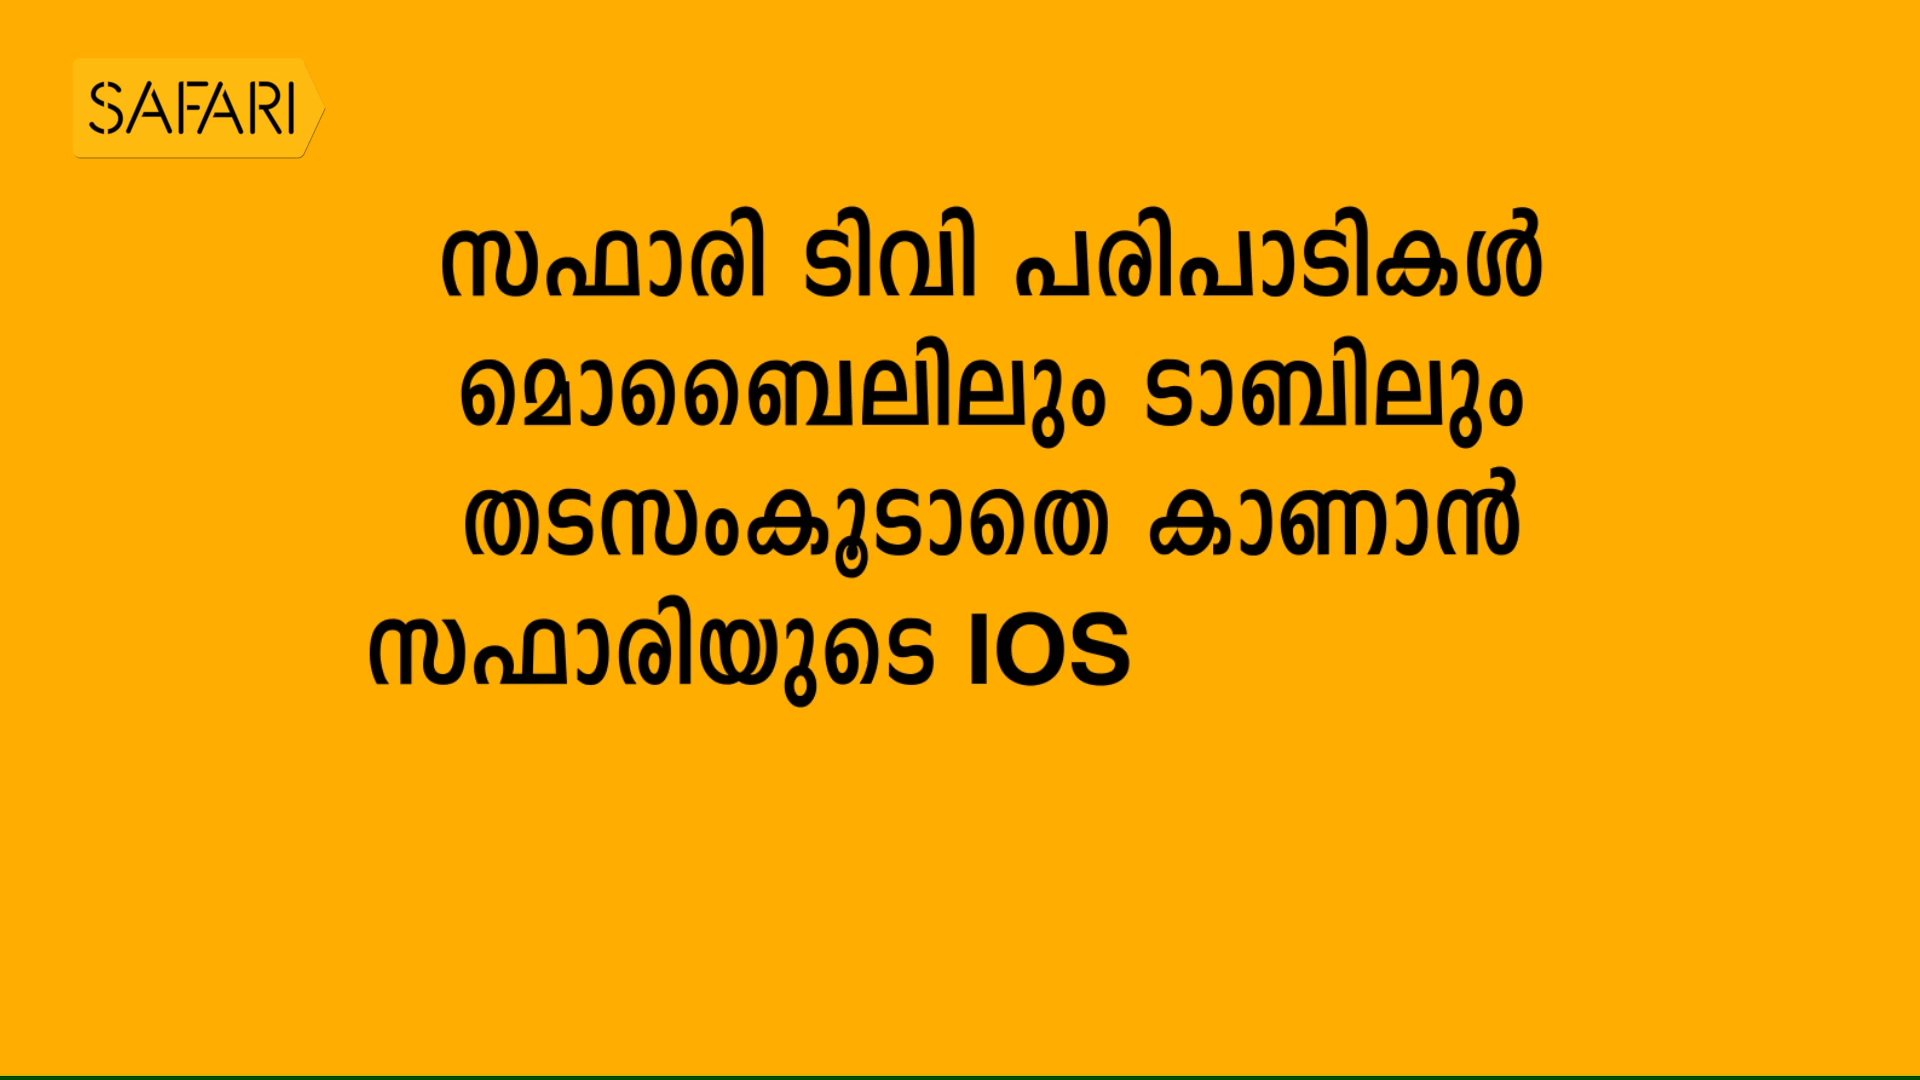 SAFARI
സഫാരി ടിവി പരിപാടികൾ
മൊബൈലിലും ടാബിലും
തടസംകൂടാതെ കാണാൻ
സഫാരിയുടെ IOS